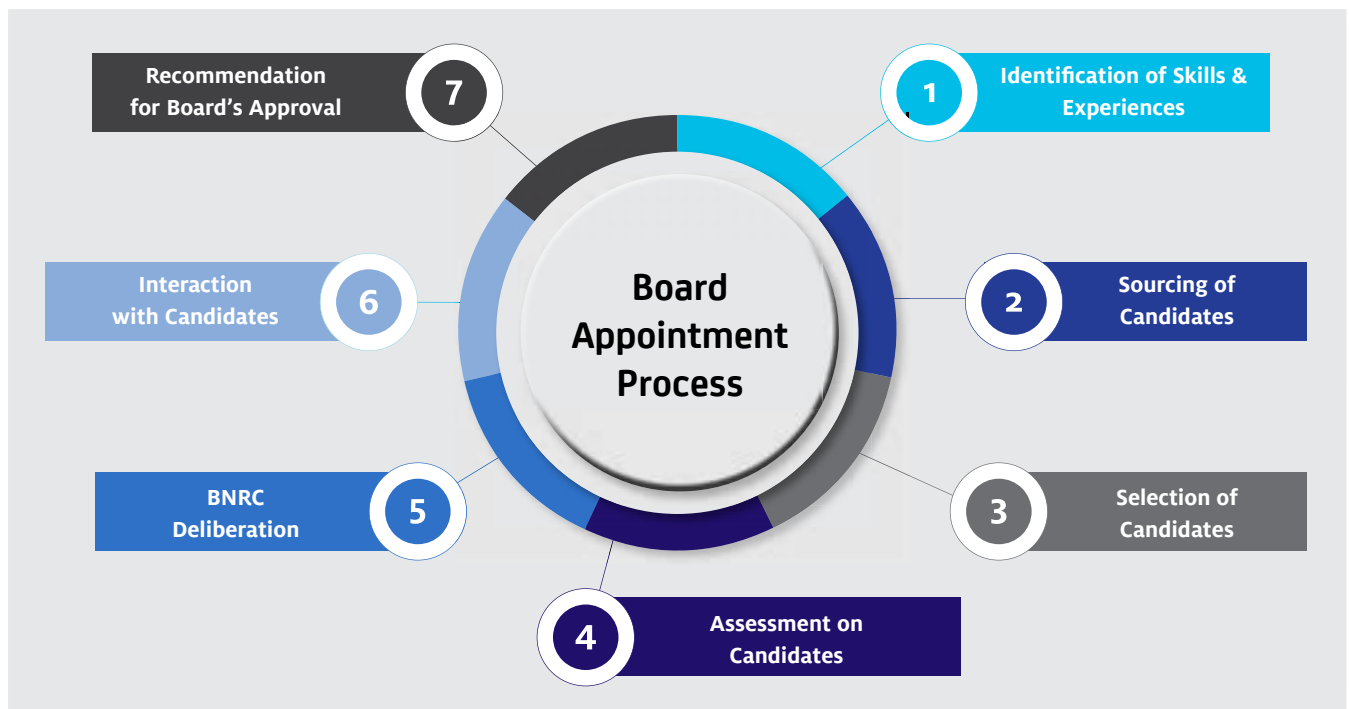 Board
Appointment
Process
1
Identification of Skills &
Experiences
2
Sourcing of
Candidates
3
Selection of
Candidates
4
Assessment on
Candidates
5
BNRC
Deliberation
6
Interaction
with Candidates
7
Recommendation
for Board’s Approval